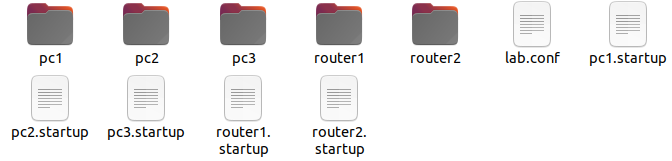 pc1
pc2
pc3
router1
router2
lab.conf
pc1.startup
pc2.startup
pc3.startup
router1.
startup
router2.
startup